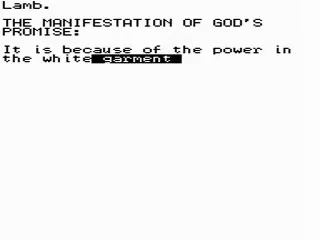 Lamb.
THE MANIFESTATION OF GOD'S
PROMISE:
It is because of the power in
the white garment